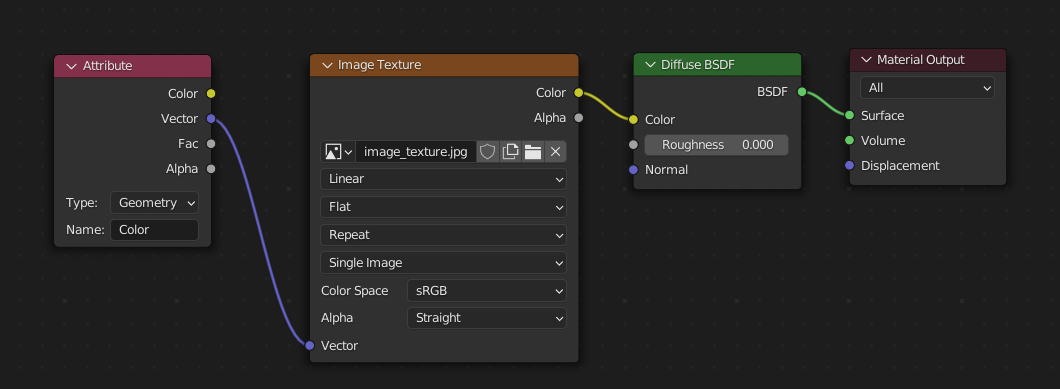 Attribute
Color
Vector
Fac
Alpha
Type: Geometry
Name: Color
Image Texture
Color
Alpha
image_texture.jpg
Linear
Flat
Repeat
Single Image
Color Space sRGB
Alpha Straight
Vector
Diffuse BSDF
BSDF
Color
Roughness 0.000
Normal
Material Output
All
Surface
Volume
Displacement